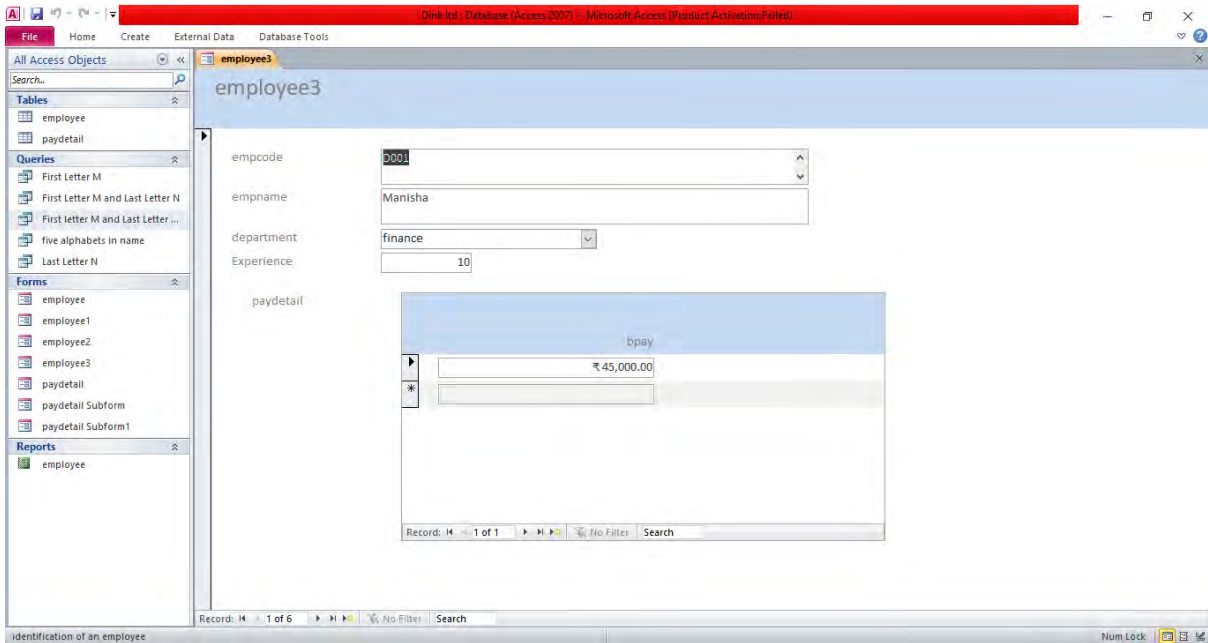 Dink ltd : Database (Access 2007) - Microsoft Access (Product Activation Failed)
File Home Create External Data Database Tools
All Access Objects
Search...
Tables
employee
paydetail
Queries
First Letter M
First Letter M and Last Letter N
First letter M and Last Letter ...
five alphabets in name
Last Letter N
Forms
employee
employee1
employee2
employee3
paydetail
paydetail Subform
paydetail Subform1
Reports
employee
employee3
employee3
empcode D001
empname Manisha
department finance
Experience 10
paydetail
bpay
₹ 45,000.00
Record: 1 of 1 No Filter Search
Record: 1 of 6 No Filter Search
identification of an employee Num Lock